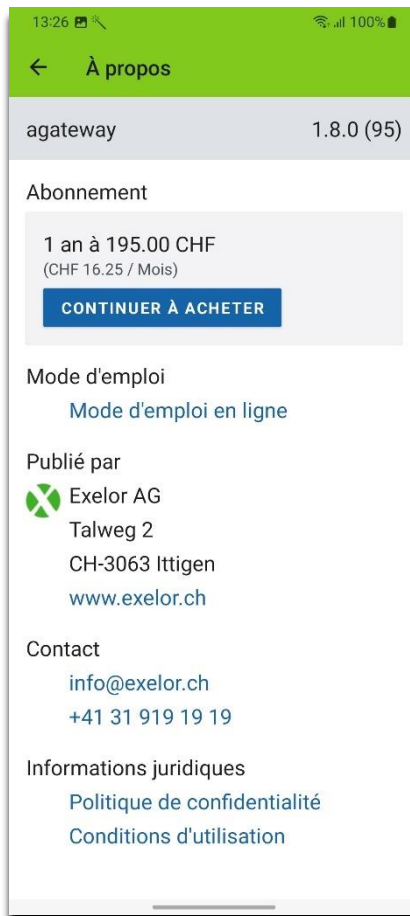 13:26 100%
À propos
agateway 1.8.0 (95)
Abonnement
1 an à 195.00 CHF
(CHF 16.25 / Mois)
CONTINUER À ACHETER
Mode d'emploi
Mode d'emploi en ligne
Publié par
Exelor AG
Talweg 2
CH-3063 Ittigen
www.exelor.ch
Contact
info@exelor.ch
+41 31 919 19 19
Informations juridiques
Politique de confidentialité
Conditions d'utilisation